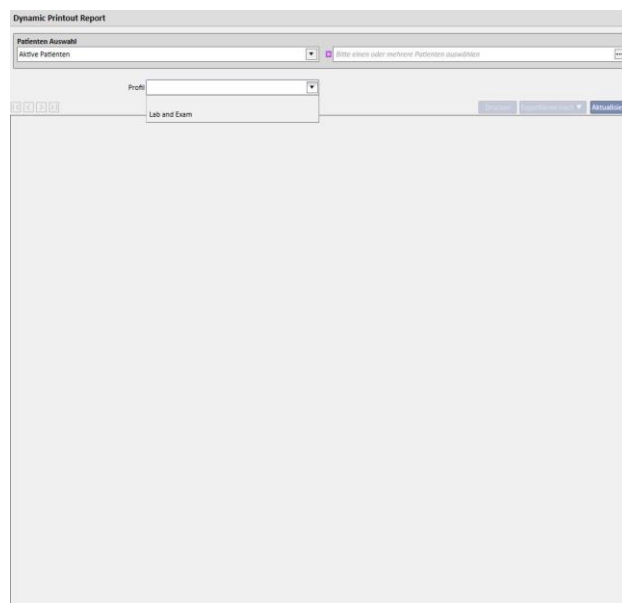 Dynamic Printout Report
Patienten Auswahl
Aktive Patienten
Bitte einen oder mehrere Patienten auswählen
Profil
Lab and Exam
Drucken Exportieren nach Aktualisie